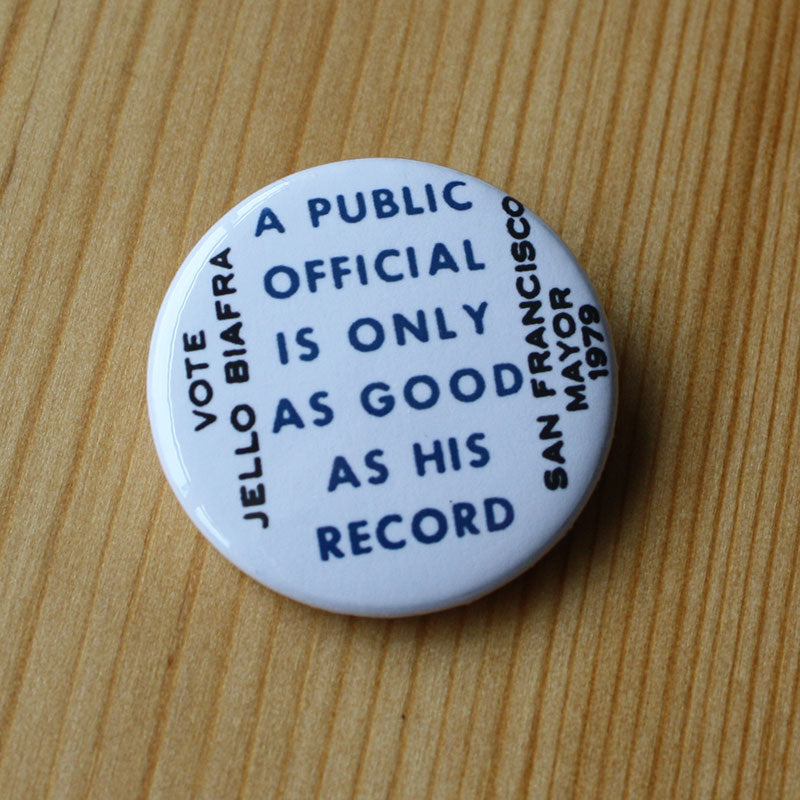 VOTE
JELLO BIAFRA
A PUBLIC
OFFICIAL
IS ONLY
AS GOOD
AS HIS
RECORD
SAN FRANCISCO
MAYOR
1979